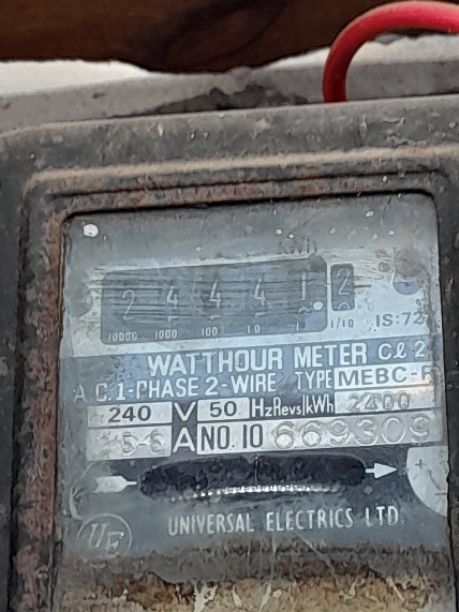 KWh
2 4 4 4 1 2
10000 1000 100 10 1 1/10 IS:72
WATTHOUR METER Cl 2
A.C. 1-PHASE 2-WIRE TYPE MEBC-
240 V 50 Hz Revs/kWh 2400
A NO. 10 669309
UNIVERSAL ELECTRICS LTD.
UE